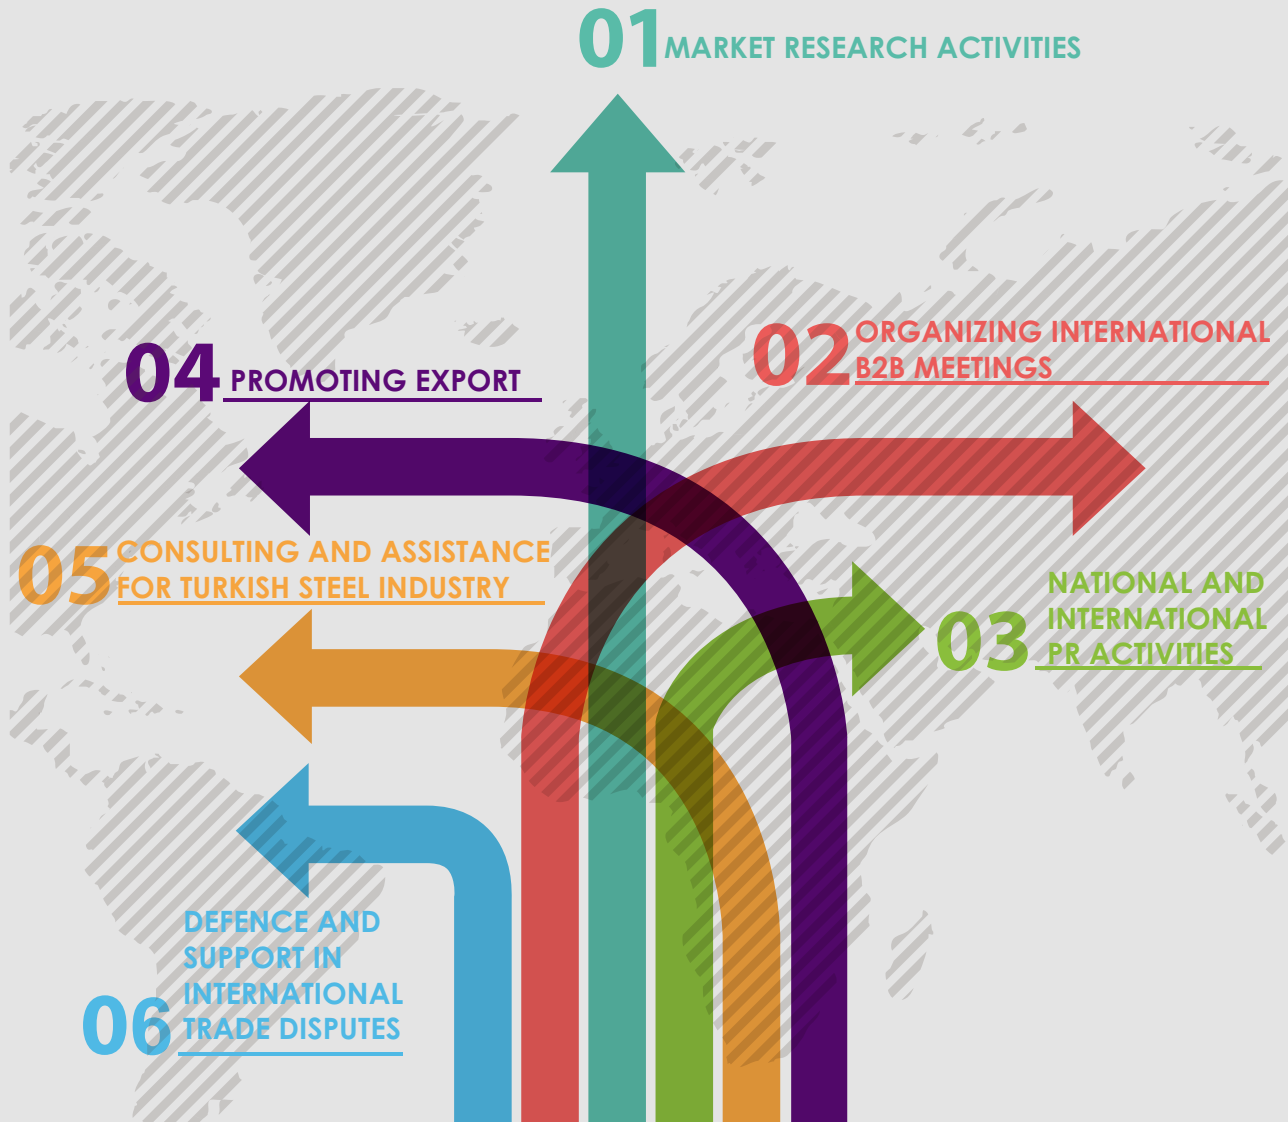 01 MARKET RESEARCH ACTIVITIES
02 ORGANIZING INTERNATIONAL
B2B MEETINGS
04 PROMOTING EXPORT
05 CONSULTING AND ASSISTANCE
FOR TURKISH STEEL INDUSTRY
NATIONAL AND
03 INTERNATIONAL
PR ACTIVITIES
DEFENCE AND
SUPPORT IN
INTERNATIONAL
06 TRADE DISPUTES